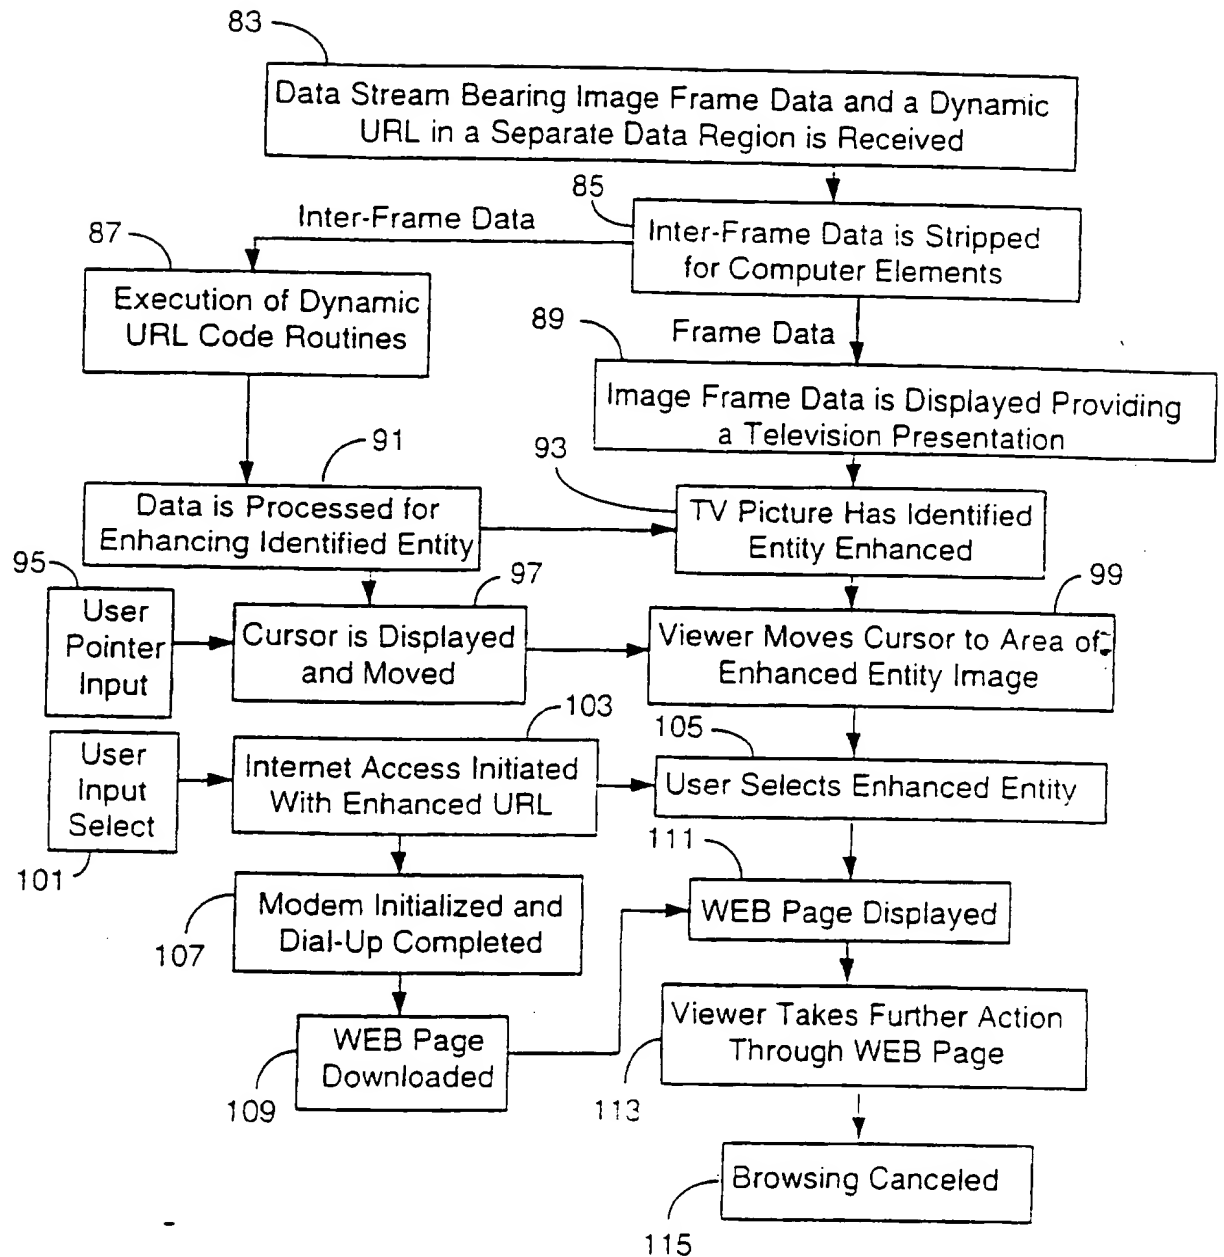 83
Data Stream Bearing Image Frame Data and a Dynamic
URL in a Separate Data Region is Received
85
Inter-Frame Data
87
Inter-Frame Data is Stripped
for Computer Elements
Execution of Dynamic
URL Code Routines
89
Frame Data
Image Frame Data is Displayed Providing
a Television Presentation
91
93
Data is Processed for
Enhancing Identified Entity
TV Picture Has Identified
Entity Enhanced
95
97
99
User
Pointer
Input
Cursor is Displayed
and Moved
Viewer Moves Cursor to Area of
Enhanced Entity Image
103
105
User
Input
Select
Internet Access Initiated
With Enhanced URL
User Selects Enhanced Entity
101
111
Modem Initialized and
Dial-Up Completed
107
WEB Page Displayed
WEB Page
Downloaded
109
Viewer Takes Further Action
Through WEB Page
113
Browsing Canceled
115